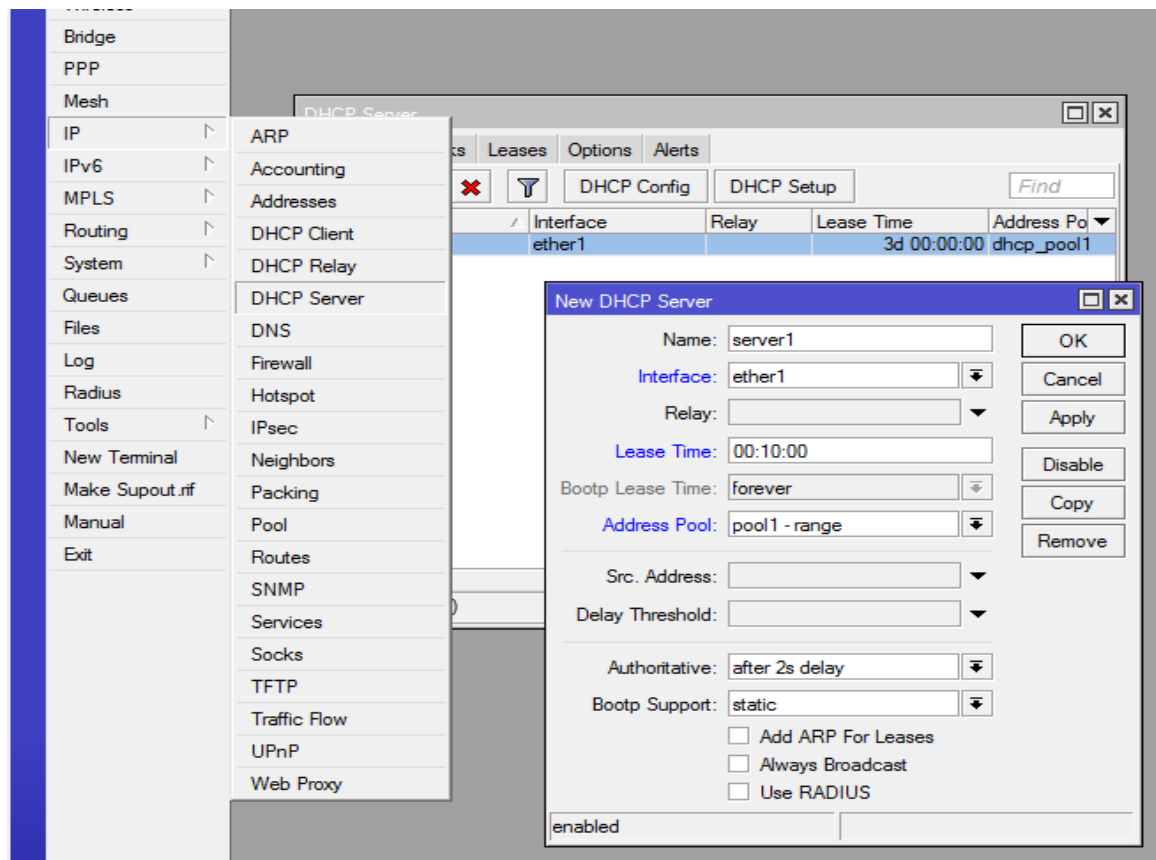 Bridge
PPP
Mesh
IP
IPv6
MPLS
Routing
System
Queues
Files
Log
Radius
Tools
New Terminal
Make Supout.rif
Manual
Exit
ARP
Accounting
Addresses
DHCP Client
DHCP Relay
DHCP Server
DNS
Firewall
Hotspot
IPsec
Neighbors
Packing
Pool
Routes
SNMP
Services
Socks
TFTP
Traffic Flow
UPnP
Web Proxy
DHCP Server
Leases Options Alerts
DHCP Config DHCP Setup Find
Interface Relay Lease Time Address Po
ether1 3d 00:00:00 dhcp_pool1
New DHCP Server
Name: server1 OK
Interface: ether1 Cancel
Relay: Apply
Lease Time: 00:10:00
Disable
Bootp Lease Time: forever
Copy
Address Pool: pool1 - range
Remove
Src. Address:
Delay Threshold:
Authoritative: after 2s delay
Bootp Support: static
Add ARP For Leases
Always Broadcast
Use RADIUS
enabled